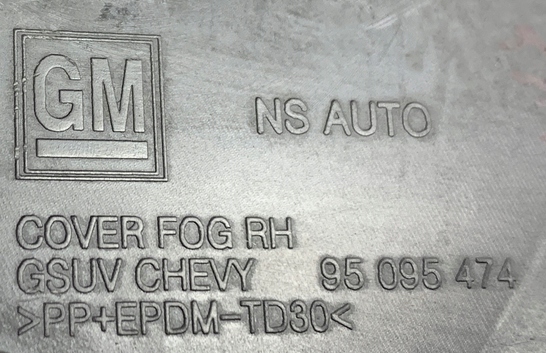 GM
NS AUTO
COVER FOG RH
GSUV CHEVY 95 095 474
>PP+EPDM-TD30<